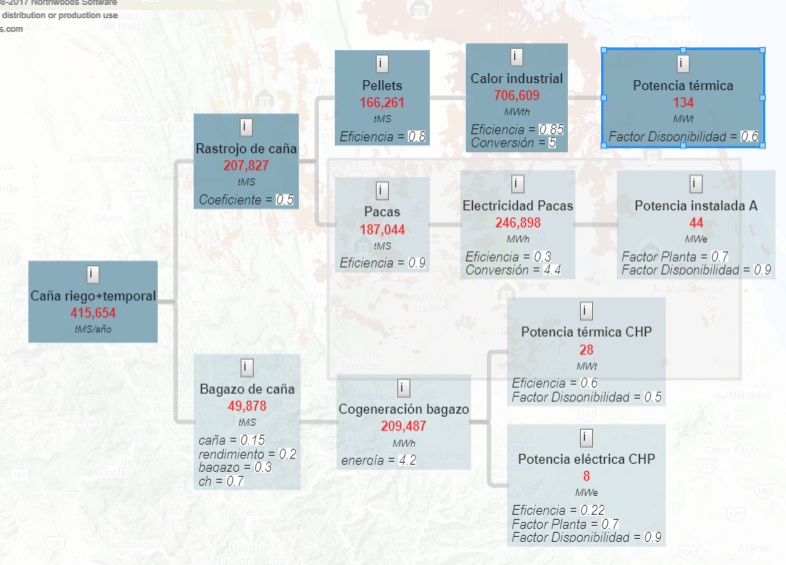 8-2017 Northwoods Software
distribution or production use
s.com
i
Pellets
166,261
tMS
Eficiencia = 0.8
i
Calor industrial
706,609
MWth
Eficiencia = 0.85
Conversión = 5
i
Potencia térmica
134
MWt
Factor Disponibilidad = 0.6
i
Rastrojo de caña
207,827
tMS
Coeficiente = 0.5
i
Pacas
187,044
tMS
Eficiencia = 0.9
i
Electricidad Pacas
246,898
MWh
Eficiencia = 0.3
Conversión = 4.4
i
Potencia instalada A
44
MWe
Factor Planta = 0.7
Factor Disponibilidad = 0.9
i
Caña riego+temporal
415,654
tMS/año
i
Potencia térmica CHP
28
MWt
Eficiencia = 0.6
Factor Disponibilidad = 0.5
i
Bagazo de caña
49,878
tMS
caña = 0.15
rendimiento = 0.2
bagazo = 0.3
ch = 0.7
i
Cogeneración bagazo
209,487
MWh
energía = 4.2
i
Potencia eléctrica CHP
8
MWe
Eficiencia = 0.22
Factor Planta = 0.7
Factor Disponibilidad = 0.9
Altamira
Cerro Azul
Álamo